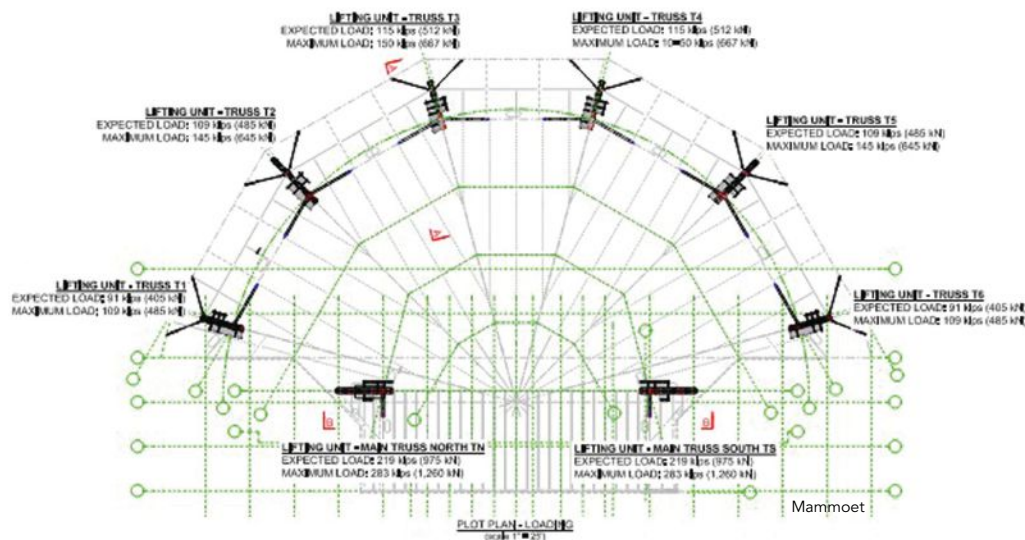 LIFTING UNIT - TRUSS T3
EXPECTED LOAD: 115 kips (512 kN)
MAXIMUM LOAD: 150 kips (667 kN)
LIFTING UNIT - TRUSS T4
EXPECTED LOAD: 115 kips (512 kN)
MAXIMUM LOAD: kips (667 kN)
LIFTING UNIT - TRUSS T2
EXPECTED LOAD: 109 kips (485 kN)
MAXIMUM LOAD: 145 kips (645 kN)
LIFTING UNIT - TRUSS T5
EXPECTED LOAD: 109 kips (485 kN)
MAXIMUM LOAD: 145 kips (645 kN)
A
A
LIFTING UNIT - TRUSS T1
EXPECTED LOAD: 91 kips (405 kN)
MAXIMUM LOAD: 109 kips (485 kN)
LIFTING UNIT - TRUSS T6
EXPECTED LOAD: 91 kips (405 kN)
MAXIMUM LOAD: 109 kips (485 kN)
B
B
LIFTING UNIT - MAIN TRUSS NORTH TN
EXPECTED LOAD: 219 kips (975 kN)
MAXIMUM LOAD: 283 kips (1,260 kN)
LIFTING UNIT - MAIN TRUSS SOUTH TS
EXPECTED LOAD: 219 kips (975 kN)
MAXIMUM LOAD: 283 kips (1,260 kN)
Mammoet
PLOT PLAN - LOADING